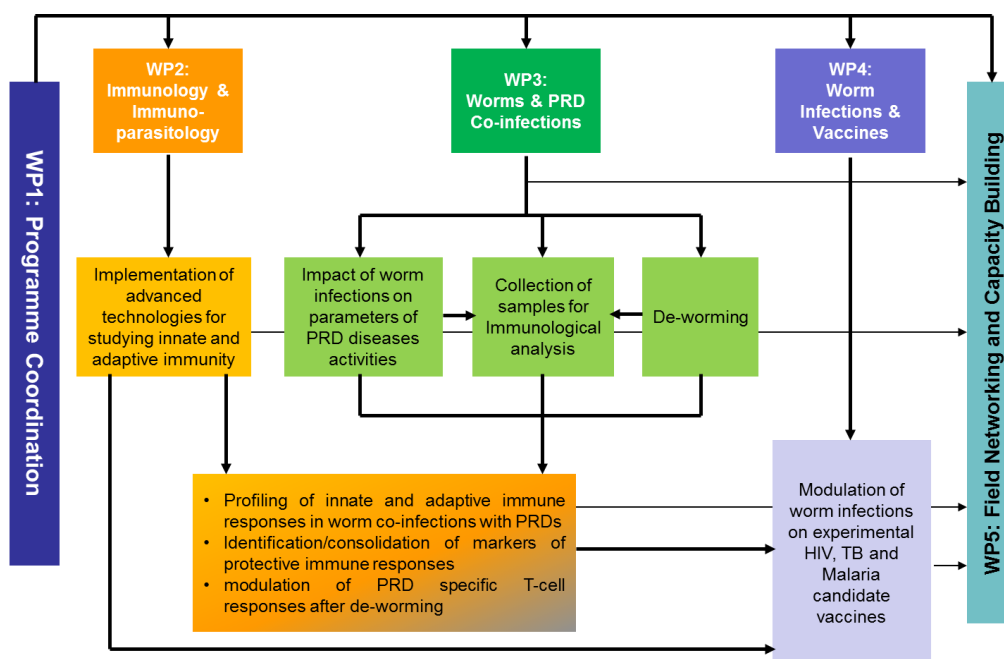 WP1: Programme Coordination
WP2:
Immunology &
Immuno-
parasitology
WP3:
Worms & PRD
Co-infections
WP4:
Worm
Infections &
Vaccines
WP5: Field Networking and Capacity Building
Implementation of
advanced
technologies for
studying innate and
adaptive immunity
Impact of worm
infections on
parameters of
PRD diseases
activities
Collection of
samples for
Immunological
analysis
De-worming
• Profiling of innate and adaptive immune
responses in worm co-infections with PRDs
• Identification/consolidation of markers of
protective immune responses
• modulation of PRD specific T-cell
responses after de-worming
Modulation of
worm infections
on experimental
HIV, TB and
Malaria
candidate
vaccines